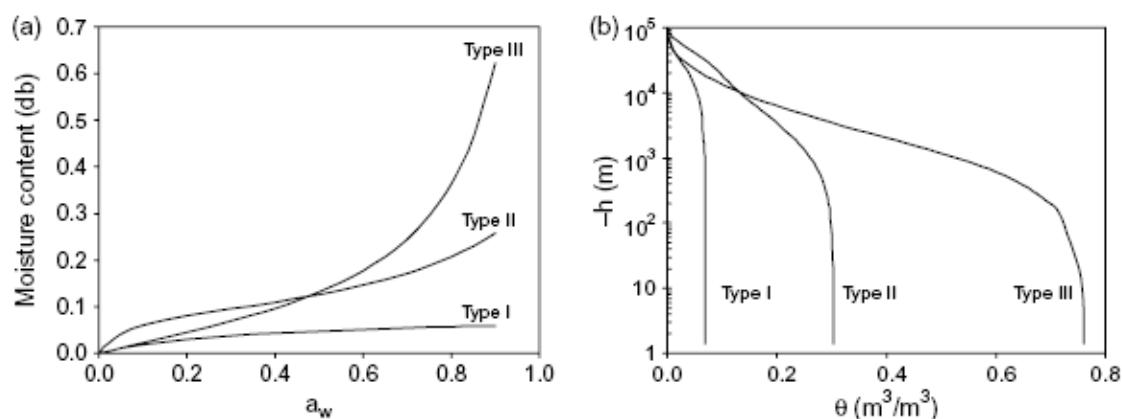 (a)
0.7
0.6
0.5
0.4
0.3
0.2
0.1
0.0
Moisture content (db)
Type III
Type II
Type I
0.0 0.2 0.4 0.6 0.8 1.0
a_w
(b)
10^5
10^4
10^3
10^2
10
1
–h (m)
Type I Type II Type III
0.0 0.2 0.4 0.6 0.8
θ (m³/m³)